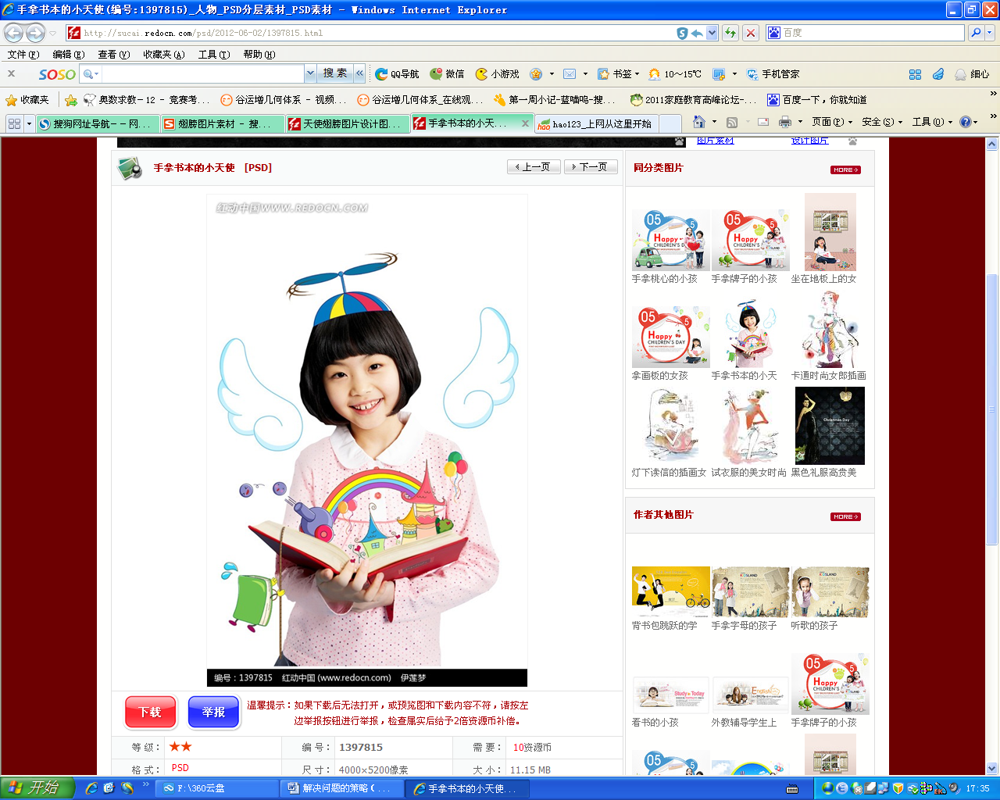 手拿书本的小天使(编号:1397815)_人物_PSD分层素材_PSD素材 - Windows Internet Explorer
http://sucai.redocn.com/psd/2012-06-02/1397815.html
百度
文件(F) 编辑(E) 查看(V) 收藏夹(A) 工具(T) 帮助(H)
SOSO 搜索 QQ导航 微信 小游戏 书签 10~15℃ 手机管家 细心
收藏夹 奥数求教-12 - 竞赛考... 谷运增几何体系 - 视频... 谷运增几何体系_在线观... 第一周小记-蓝喵呜-搜... 2011家庭教育高峰论坛-... 百度一下，你就知道
搜狗网址导航--网... 翅膀图片素材 - 搜... 天使翅膀图片设计图... 手拿书本的小天... hao123_上网从这里开始
页面(P) 安全(S) 工具(O)
图片素材 设计图片
手拿书本的小天使 [PSD]
上一页 下一页
同分类图片 MORE
红动中国WWW.REDOCN.COM
手拿桃心的小孩 手拿牌子的小孩 坐在地板上的女
拿画板的女孩 手拿书本的小天 卡通时尚女郎插画
灯下读信的插画女 试衣服的美女时尚 黑色礼服高贵美
作者其他图片 MORE
背书包跳跃的学 手拿字母的孩子 听歌的孩子
看书的小孩 外教辅导学生上 手拿牌子的小孩
编号：1397815 红动中国 (www.redocn.com) 伊莲梦
下载 举报
温馨提示：如果下载后无法打开，或预览图和下载内容不符，请按左
边举报按钮进行举报，检查属实后给予2倍资源币补偿。
等 级： ★★ 编 号： 1397815 需 要： 10资源币
格 式： PSD 尺 寸： 4000×5200像素 大 小： 11.15 MB
开始 F:\360云盘 解决问题的策略(... 手拿书本的小天使... 17:35